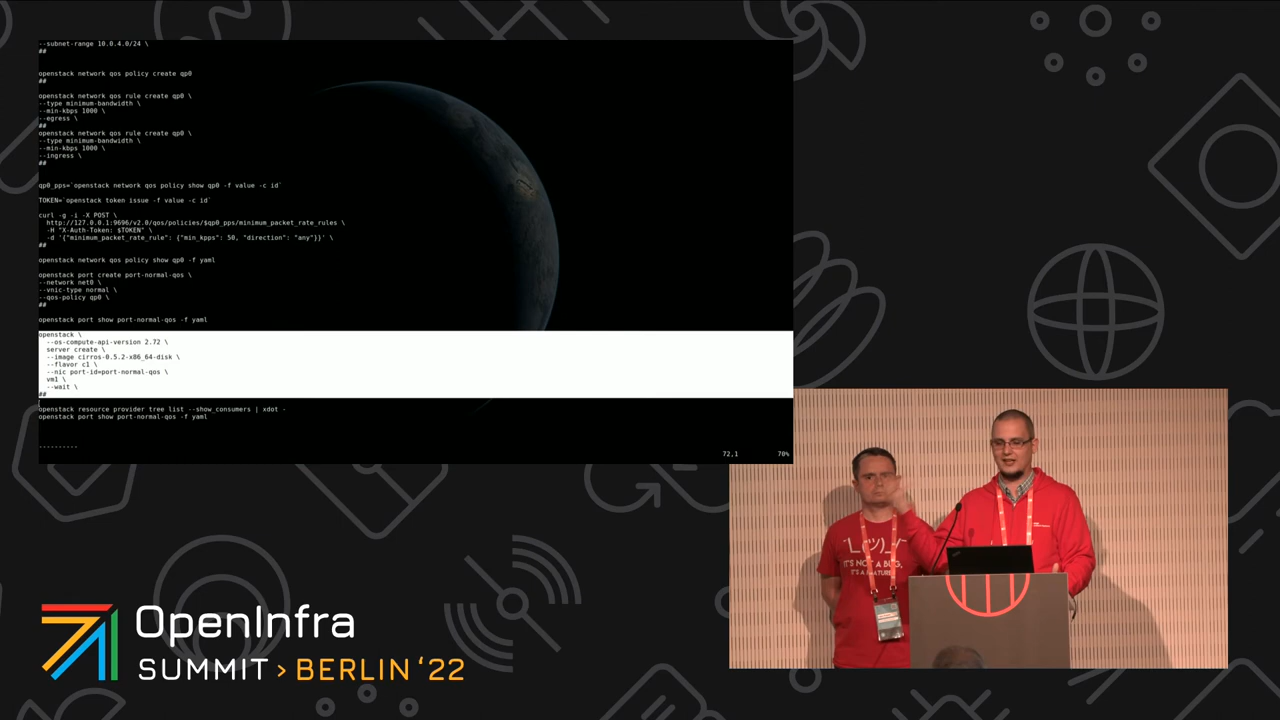 --subnet-range 10.0.4.0/24 \
##
openstack network qos policy create qp0
##
openstack network qos rule create qp0 \
--type minimum-bandwidth \
--min-kbps 1000 \
--egress \
##
openstack network qos rule create qp0 \
--type minimum-bandwidth \
--min-kbps 1000 \
--ingress \
##
qp0_pps=`openstack network qos policy show qp0 -f value -c id`
TOKEN=`openstack token issue -f value -c id`
curl -g -i -X POST \
http://127.0.0.1:9696/v2.0/qos/policies/$qp0_pps/minimum_packet_rate_rules \
-H "X-Auth-Token: $TOKEN" \
-d '{"minimum_packet_rate_rule": {"min_kpps": 50, "direction": "any"}}' \
##
openstack network qos policy show qp0 -f yaml
openstack port create port-normal-qos \
--network net0 \
--vnic-type normal \
--qos-policy qp0 \
##
openstack port show port-normal-qos -f yaml
openstack \
--os-compute-api-version 2.72 \
server create \
--image cirros-0.5.2-x86_64-disk \
--flavor c1 \
--nic port-id=port-normal-qos \
vm1 \
--wait \
##
openstack resource provider tree list --show_consumers | xdot -
openstack port show port-normal-qos -f yaml
----------
72,1 70%
¯\_(ツ)_/¯
IT'S NOT A BUG,
IT'S A FEATURE.
OpenInfra
SUMMIT › BERLIN ‘22